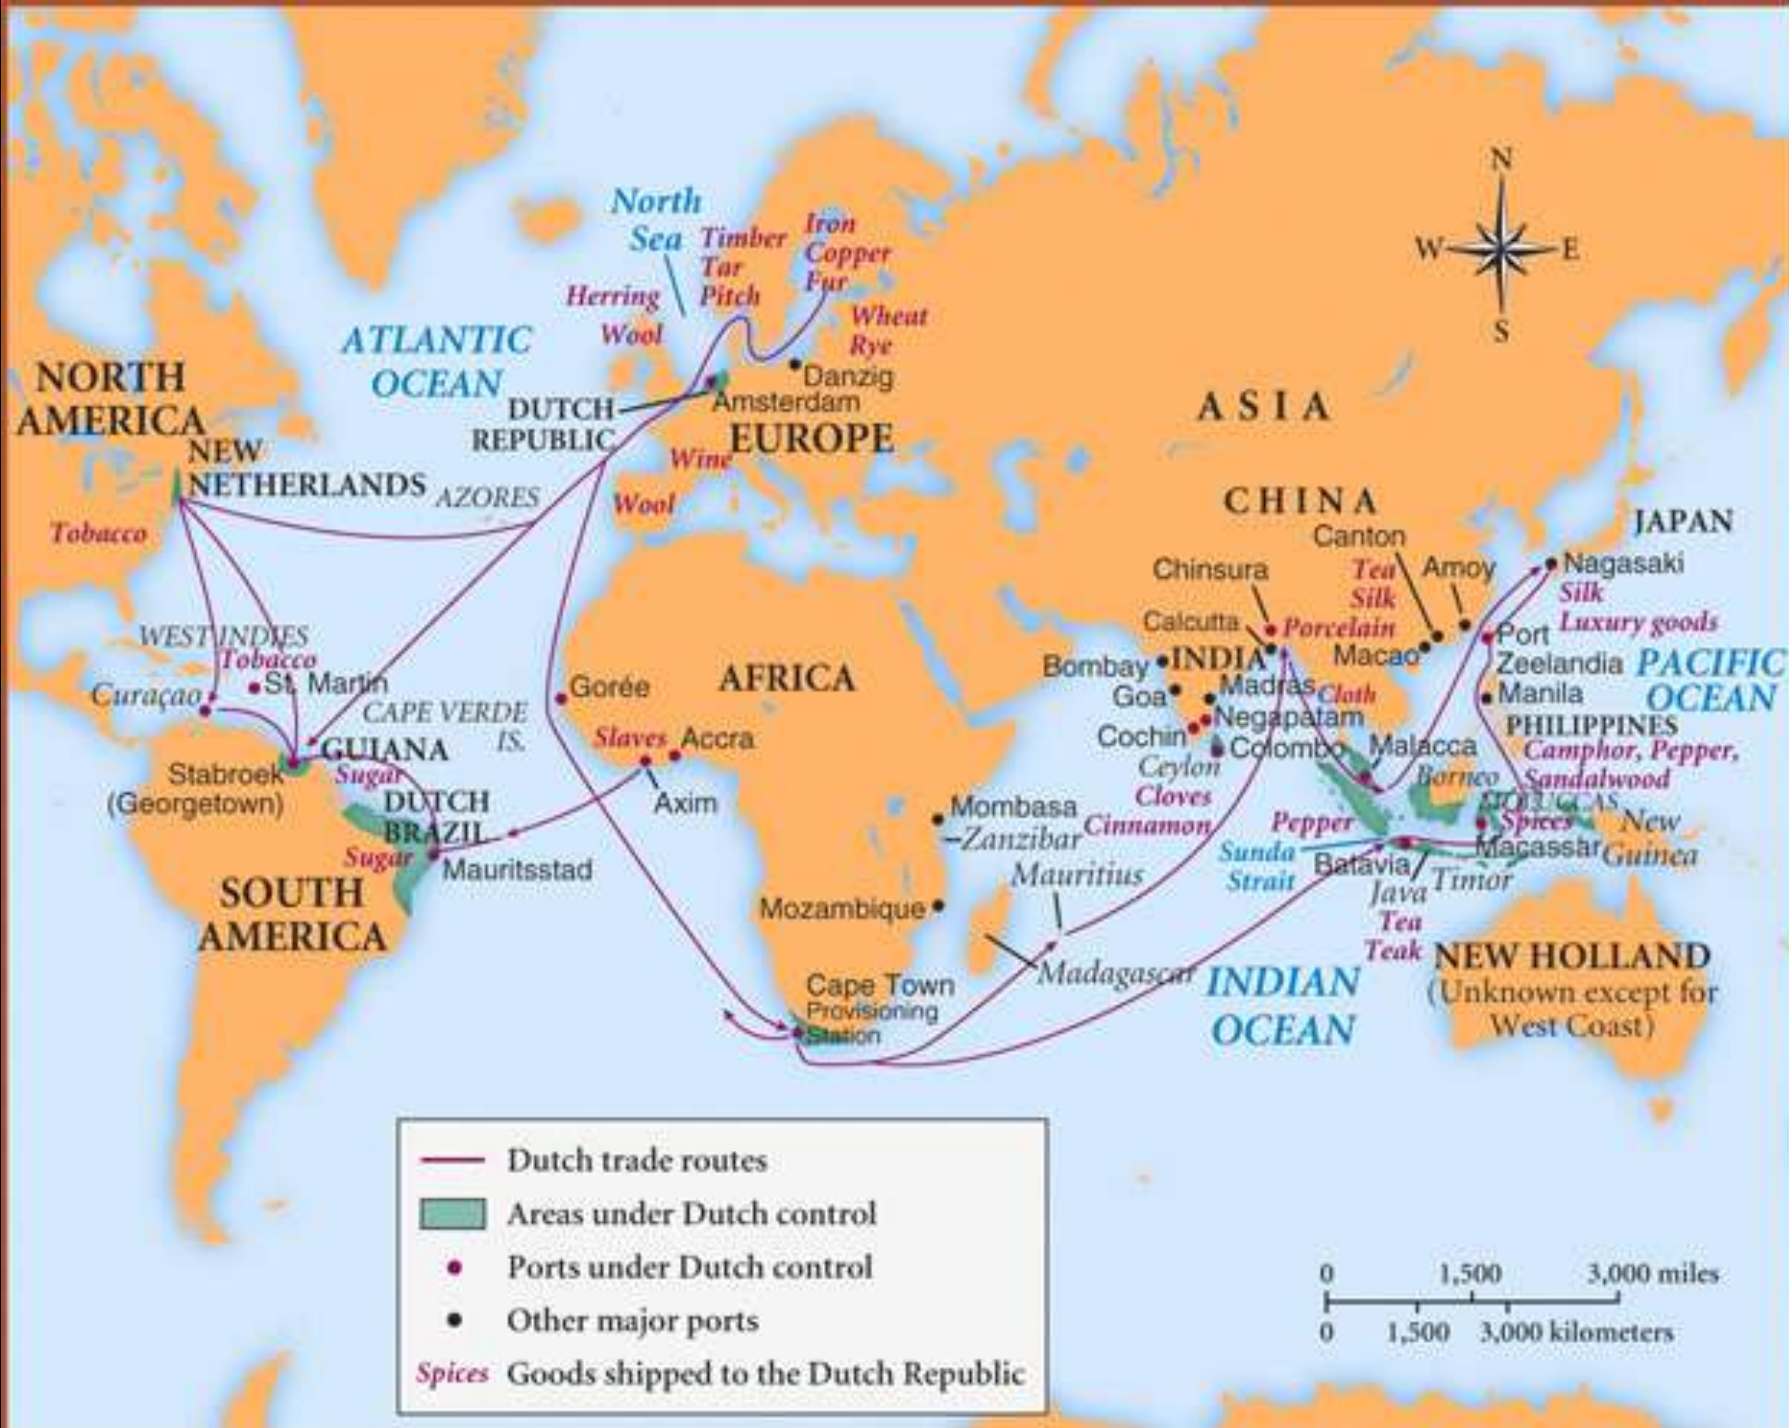 North
Sea
Timber
Tar
Pitch
Iron
Copper
Fur
Herring
Wool
Wheat
Rye
ATLANTIC
OCEAN
NORTH
AMERICA
Danzig
DUTCH
REPUBLIC
Amsterdam
EUROPE
NEW
NETHERLANDS
AZORES
Wine
Wool
Tobacco
N
W
E
S
ASIA
CHINA
Canton
JAPAN
Chinsura
Tea
Silk
Amoy
Nagasaki
Silk
Luxury goods
Calcutta
Porcelain
Port
Zeelandia
Macao
Bombay
INDIA
PACIFIC
OCEAN
Goa
Madras
Cloth
Manila
Negapatam
PHILIPPINES
Cochin
Colombo
Malacca
Camphor, Pepper,
Sandalwood
Ceylon
Borneo
MOLUCCAS
Cloves
Cinnamon
Pepper
Spices
New
Guinea
Sunda
Strait
Macassar
Batavia
Java
Timor
Tea
Teak
WEST INDIES
Tobacco
St. Martin
Curaçao
CAPE VERDE
IS.
GUIANA
Sugar
Stabroek
(Georgetown)
DUTCH
BRAZIL
Sugar
Mauritsstad
SOUTH
AMERICA
AFRICA
Gorée
Slaves
Accra
Axim
Mombasa
Zanzibar
Mauritius
Mozambique
Madagascar
Cape Town
Provisioning
Station
INDIAN
OCEAN
NEW HOLLAND
(Unknown except for
West Coast)
Dutch trade routes
Areas under Dutch control
Ports under Dutch control
Other major ports
Spices Goods shipped to the Dutch Republic
0 1,500 3,000 miles
0 1,500 3,000 kilometers